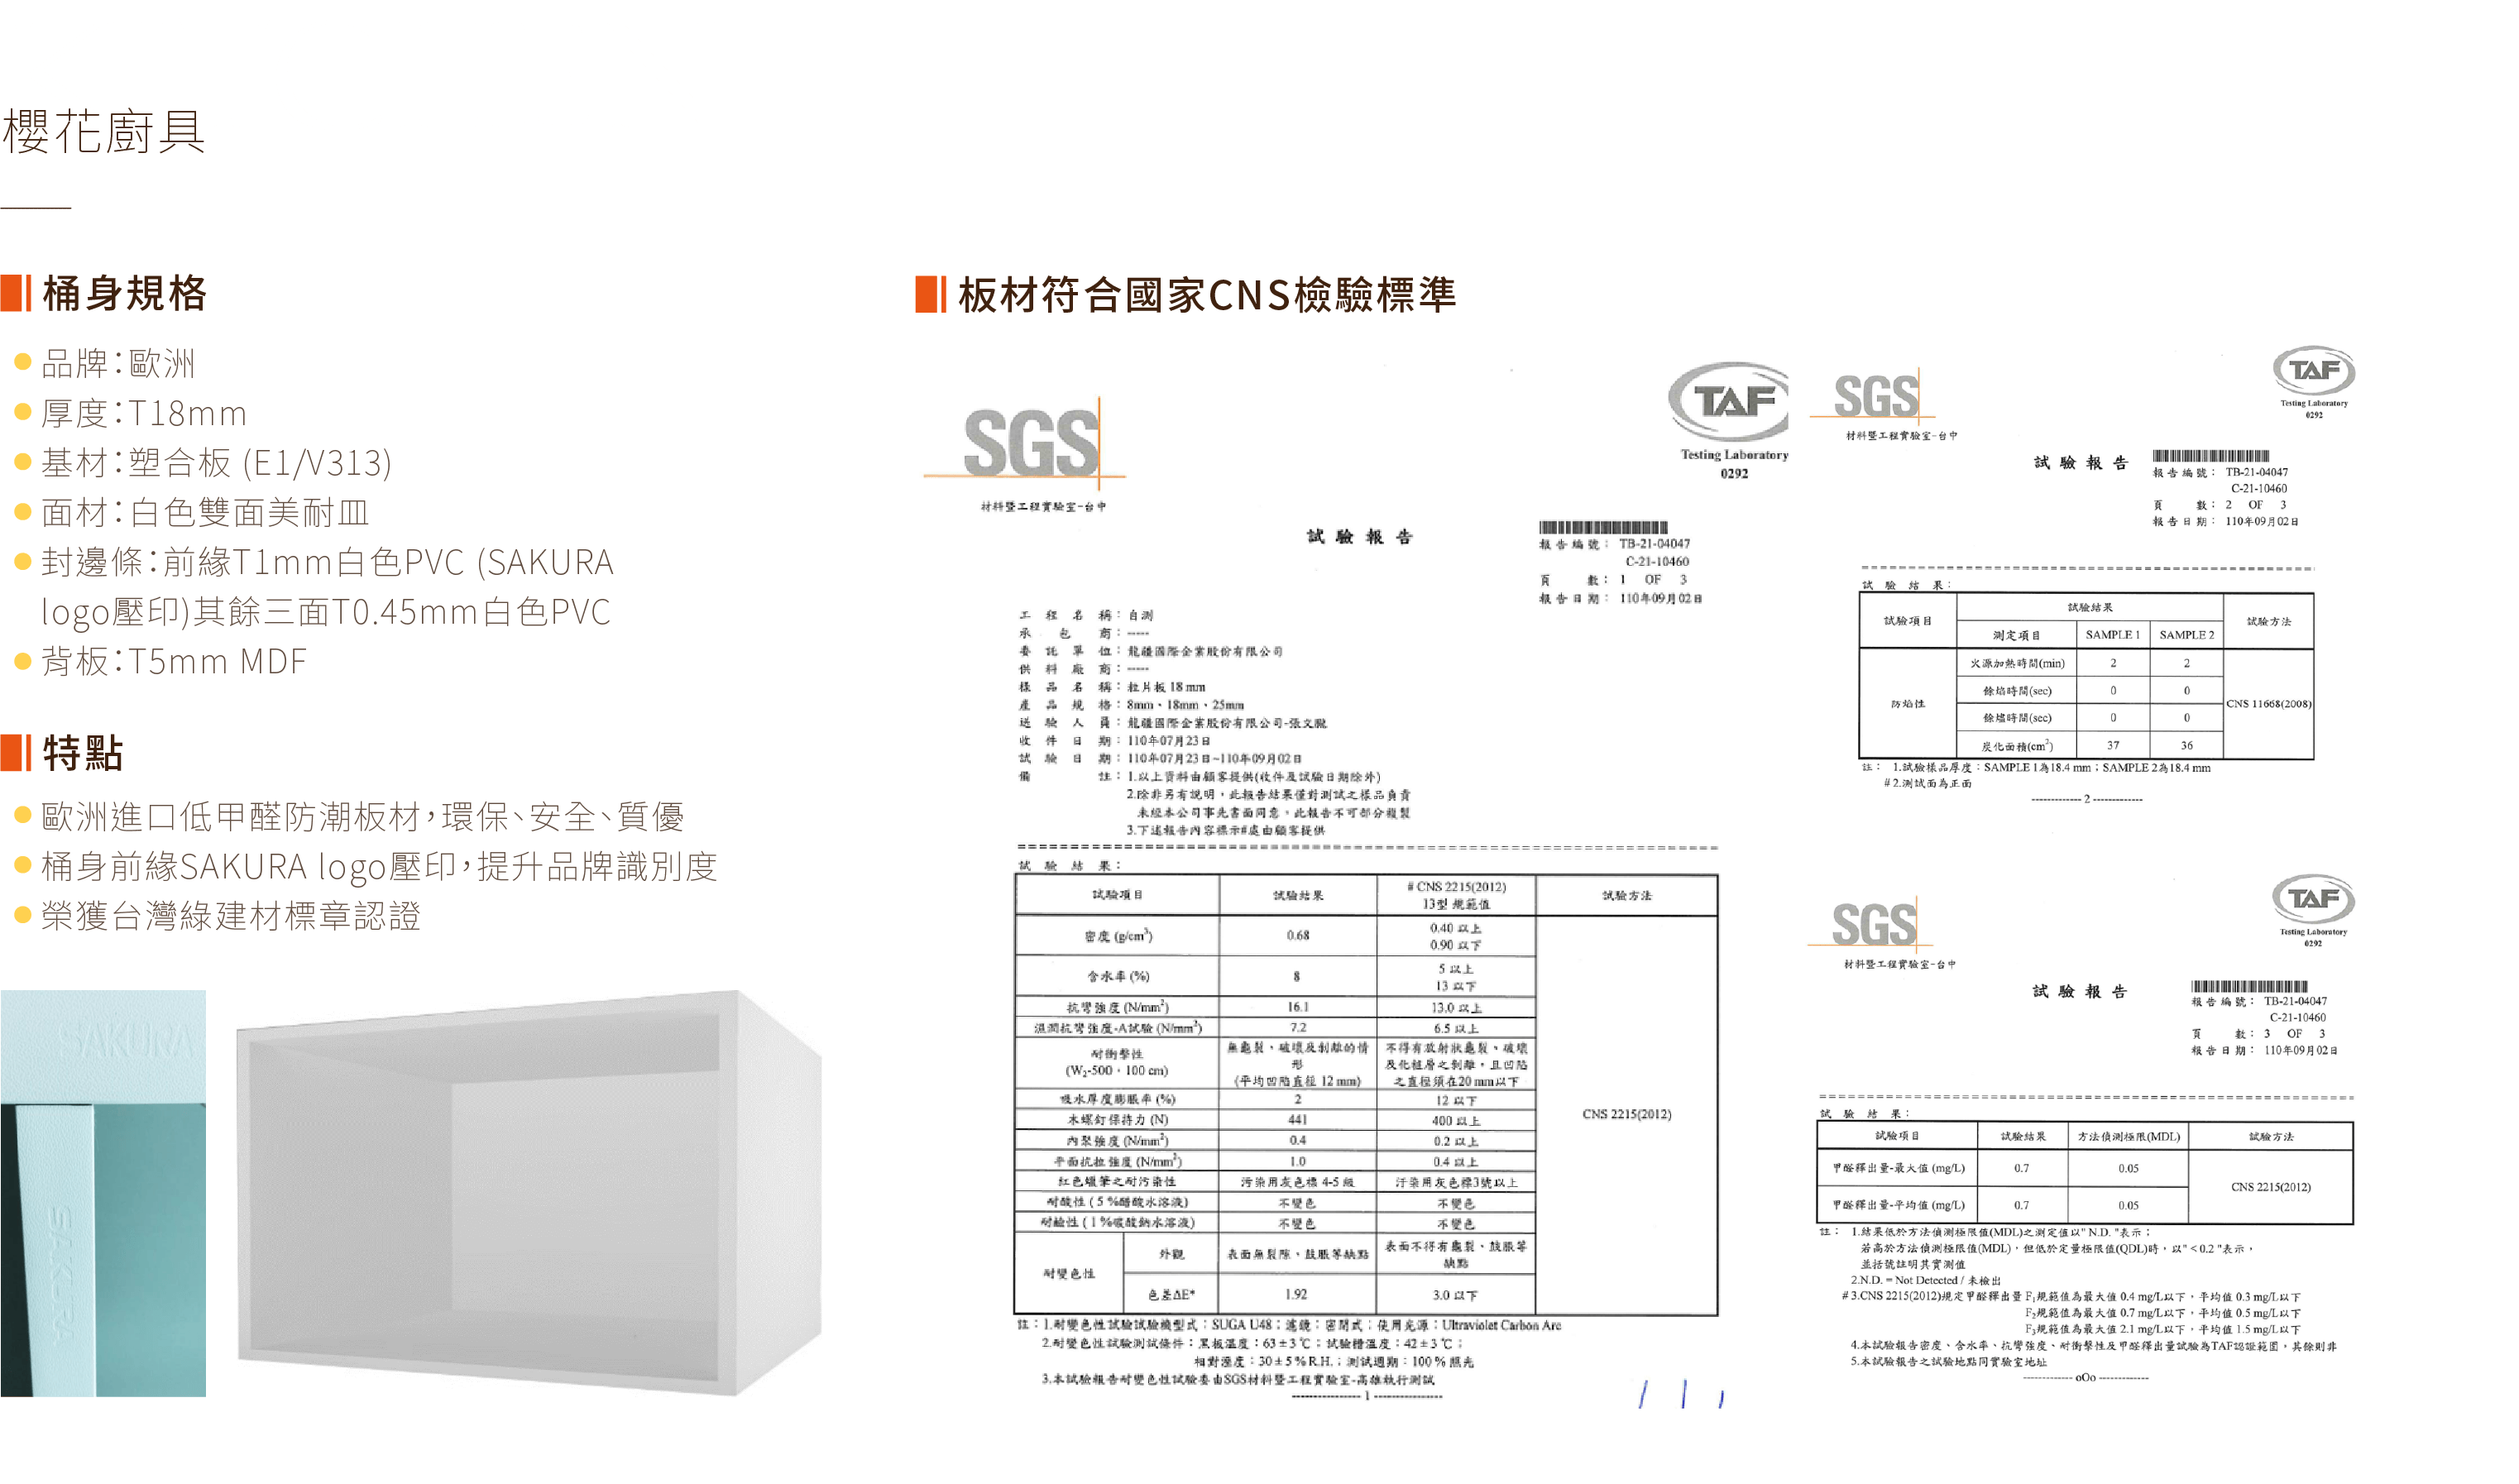 櫻花廚具
桶身規格
品牌：歐洲
厚度：T18mm
基材：塑合板 (E1/V313)
面材：白色雙面美耐皿
封邊條：前緣T1mm白色PVC (SAKURA
logo壓印)其餘三面T0.45mm白色PVC
背板：T5mm MDF
特點
歐洲進口低甲醛防潮板材，環保、安全、質優
桶身前緣SAKURA logo壓印，提升品牌識別度
榮獲台灣綠建材標章認證
SAKURA
SAKURA
板材符合國家CNS檢驗標準
SGS
材料暨工程實驗室-台中
TAF
Testing Laboratory
0292
試驗報告
報告編號： TB-21-04047
C-21-10460
頁 數： 1 OF 3
報告日期： 110年09月02日
工程名稱：自測
承包商：-----
委託單位：龍疆國際企業股份有限公司
供料廠商：-----
樣品名稱：粒片板 18 mm
產品規格：8mm、18mm、25mm
送驗人員：龍疆國際企業股份有限公司-張文龍
收件日期：110年07月23日
試驗日期：110年07月23日~110年09月02日
備註：1.以上資料由顧客提供(收件及試驗日期除外)
2.除非另有說明，此報告結果僅對測試之樣品負責
未經本公司事先書面同意，此報告不可部分複製
3.下述報告內容標示#處由顧客提供
試驗結果：
試驗項目 試驗結果 # CNS 2215(2012) 13型 規範值 試驗方法
密度 (g/cm³) 0.68 0.40 以上 0.90 以下
含水率 (%) 8 5 以上 13 以下
抗彎強度 (N/mm²) 16.1 13.0 以上
濕潤抗彎強度-A試驗 (N/mm²) 7.2 6.5 以上
耐衝擊性 (W₂-500，100 cm) 無龜裂、破壞及剝離的情形 (平均凹陷直徑 12 mm) 不得有放射狀龜裂、破壞及化粧層之剝離，且凹陷之直徑須在20 mm以下
吸水厚度膨脹率 (%) 2 12 以下
木螺釘保持力 (N) 441 400 以上
內聚強度 (N/mm²) 0.4 0.2 以上
平面抗拉強度 (N/mm²) 1.0 0.4 以上
紅色蠟筆之耐污染性 污染用灰色標 4-5 級 汙染用灰色標3號以上
耐酸性 ( 5 %醋酸水溶液) 不變色 不變色
耐鹼性 ( 1 %碳酸鈉水溶液) 不變色 不變色
耐變色性 外觀 表面無裂隙、鼓脹等缺點 表面不得有龜裂、鼓脹等缺點
色差ΔE* 1.92 3.0 以下
CNS 2215(2012)
註：1.耐變色性試驗試驗機型式：SUGA U48；濾鏡：密閉式；使用光源：Ultraviolet Carbon Arc
2.耐變色性試驗測試條件：黑板溫度：63±3℃；試驗槽溫度：42±3℃；
相對溼度：30±5％R.H.；測試週期：100％照光
3.本試驗報告耐變色性試驗委由SGS材料暨工程實驗室-高雄執行測試
------------ 1 ------------
SGS
材料暨工程實驗室-台中
TAF
Testing Laboratory
0292
試驗報告
報告編號： TB-21-04047
C-21-10460
頁 數： 2 OF 3
報告日期： 110年09月02日
試驗結果：
試驗項目 試驗結果 試驗方法
測定項目 SAMPLE 1 SAMPLE 2
防焰性 火源加熱時間(min) 2 2
餘焰時間(sec) 0 0
CNS 11668(2008)
餘燼時間(sec) 0 0
炭化面積(cm²) 37 36
註： 1.試驗樣品厚度：SAMPLE 1為18.4 mm；SAMPLE 2為18.4 mm
# 2.測試面為正面
------------ 2 ------------
SGS
材料暨工程實驗室-台中
TAF
Testing Laboratory
0292
試驗報告
報告編號： TB-21-04047
C-21-10460
頁 數： 3 OF 3
報告日期： 110年09月02日
試驗結果：
試驗項目 試驗結果 方法偵測極限(MDL) 試驗方法
甲醛釋出量-最大值 (mg/L) 0.7 0.05
CNS 2215(2012)
甲醛釋出量-平均值 (mg/L) 0.7 0.05
註： 1.結果低於方法偵測極限值(MDL)之測定值以" N.D. "表示；
若高於方法偵測極限值(MDL)，但低於定量極限值(QDL)時，以" < 0.2 "表示，
並括號註明其實測值
2.N.D. = Not Detected / 未檢出
# 3.CNS 2215(2012)規定甲醛釋出量 F₁規範值為最大值 0.4 mg/L以下，平均值 0.3 mg/L以下
F₂規範值為最大值 0.7 mg/L以下，平均值 0.5 mg/L以下
F₃規範值為最大值 2.1 mg/L以下，平均值 1.5 mg/L以下
4.本試驗報告密度、含水率、抗彎強度、耐衝擊性及甲醛釋出量試驗為TAF認證範圍，其餘則非
5.本試驗報告之試驗地點同實驗室地址
------------ oOo ------------